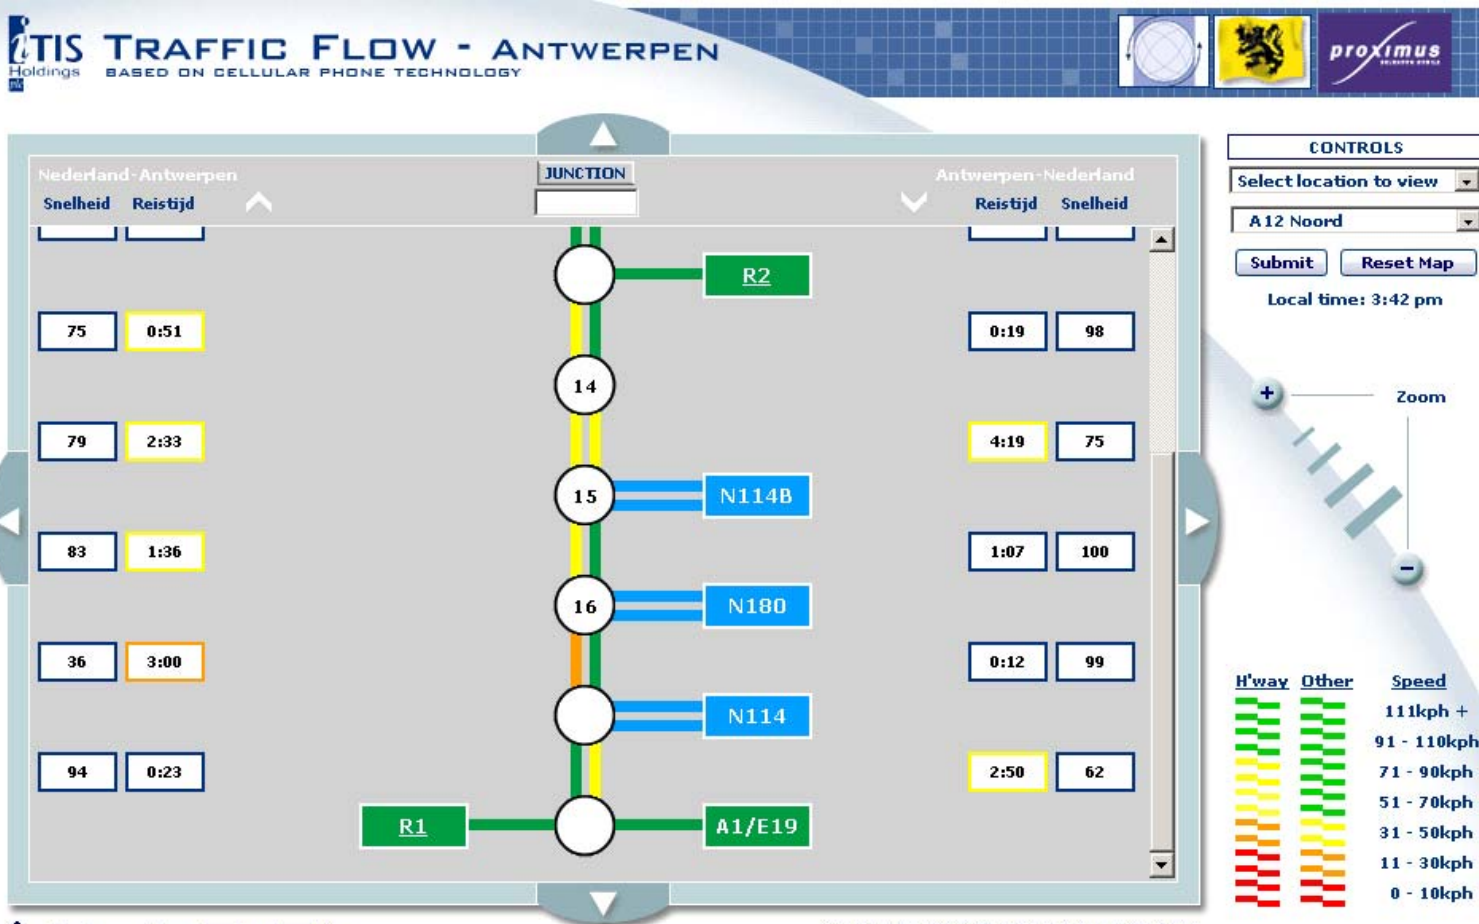 iTIS
Holdings
plc
TRAFFIC FLOW - ANTWERPEN
BASED ON CELLULAR PHONE TECHNOLOGY
proximus
Nederland-Antwerpen
Snelheid Reistijd
JUNCTION
Antwerpen-Nederland
Reistijd Snelheid
R2
75 0:51
0:19 98
14
79 2:33
4:19 75
15
N114B
83 1:36
1:07 100
16
N180
36 3:00
0:12 99
N114
94 0:23
2:50 62
R1
A1/E19
CONTROLS
Select location to view
A12 Noord
Submit Reset Map
Local time: 3:42 pm
+ Zoom
-
H'way Other Speed
111kph +
91 - 110kph
71 - 90kph
51 - 70kph
31 - 50kph
11 - 30kph
0 - 10kph